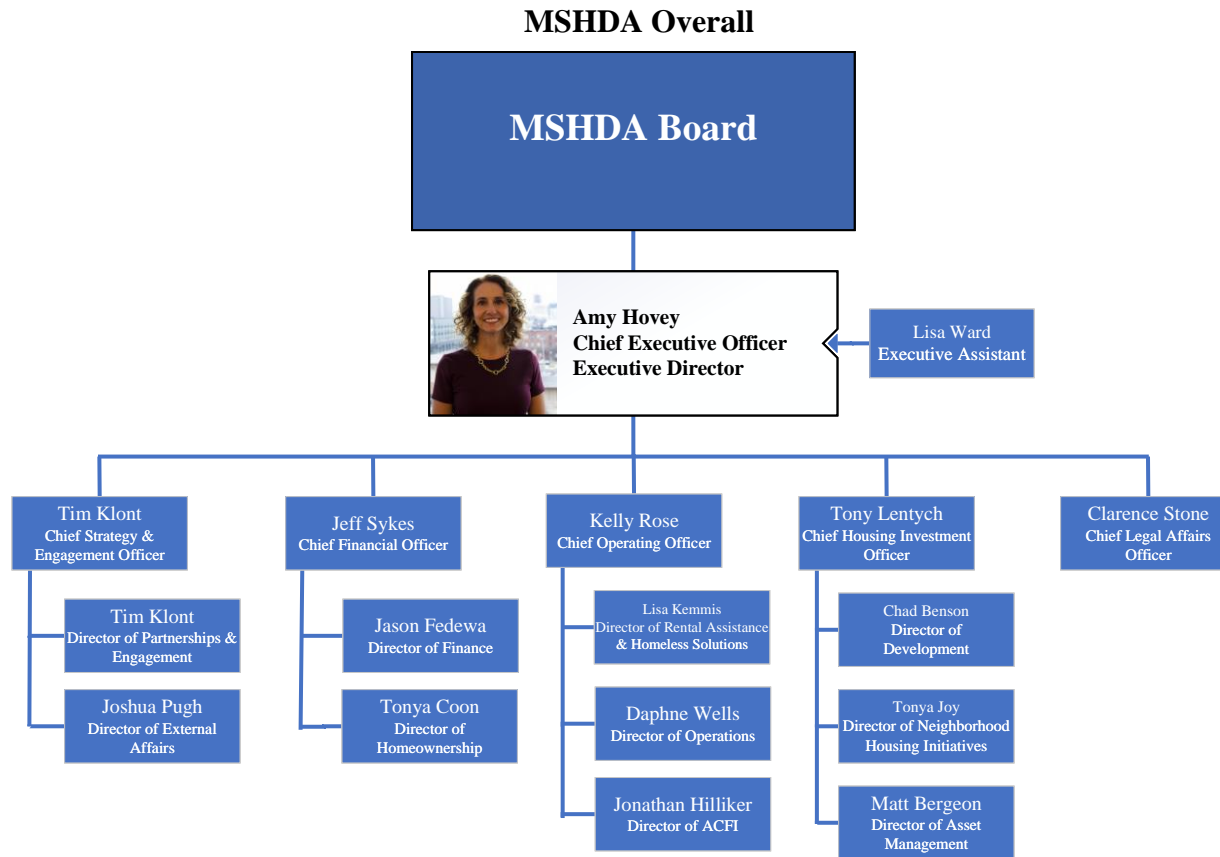 MSHDA Overall
MSHDA Board
Amy Hovey
Chief Executive Officer
Executive Director
Lisa Ward
Executive Assistant
Tim Klont
Chief Strategy &
Engagement Officer
Jeff Sykes
Chief Financial Officer
Kelly Rose
Chief Operating Officer
Tony Lentych
Chief Housing Investment
Officer
Clarence Stone
Chief Legal Affairs
Officer
Tim Klont
Director of Partnerships &
Engagement
Joshua Pugh
Director of External
Affairs
Jason Fedewa
Director of Finance
Tonya Coon
Director of
Homeownership
Lisa Kemmis
Director of Rental Assistance
& Homeless Solutions
Daphne Wells
Director of Operations
Jonathan Hilliker
Director of ACFI
Chad Benson
Director of
Development
Tonya Joy
Director of Neighborhood
Housing Initiatives
Matt Bergeon
Director of Asset
Management